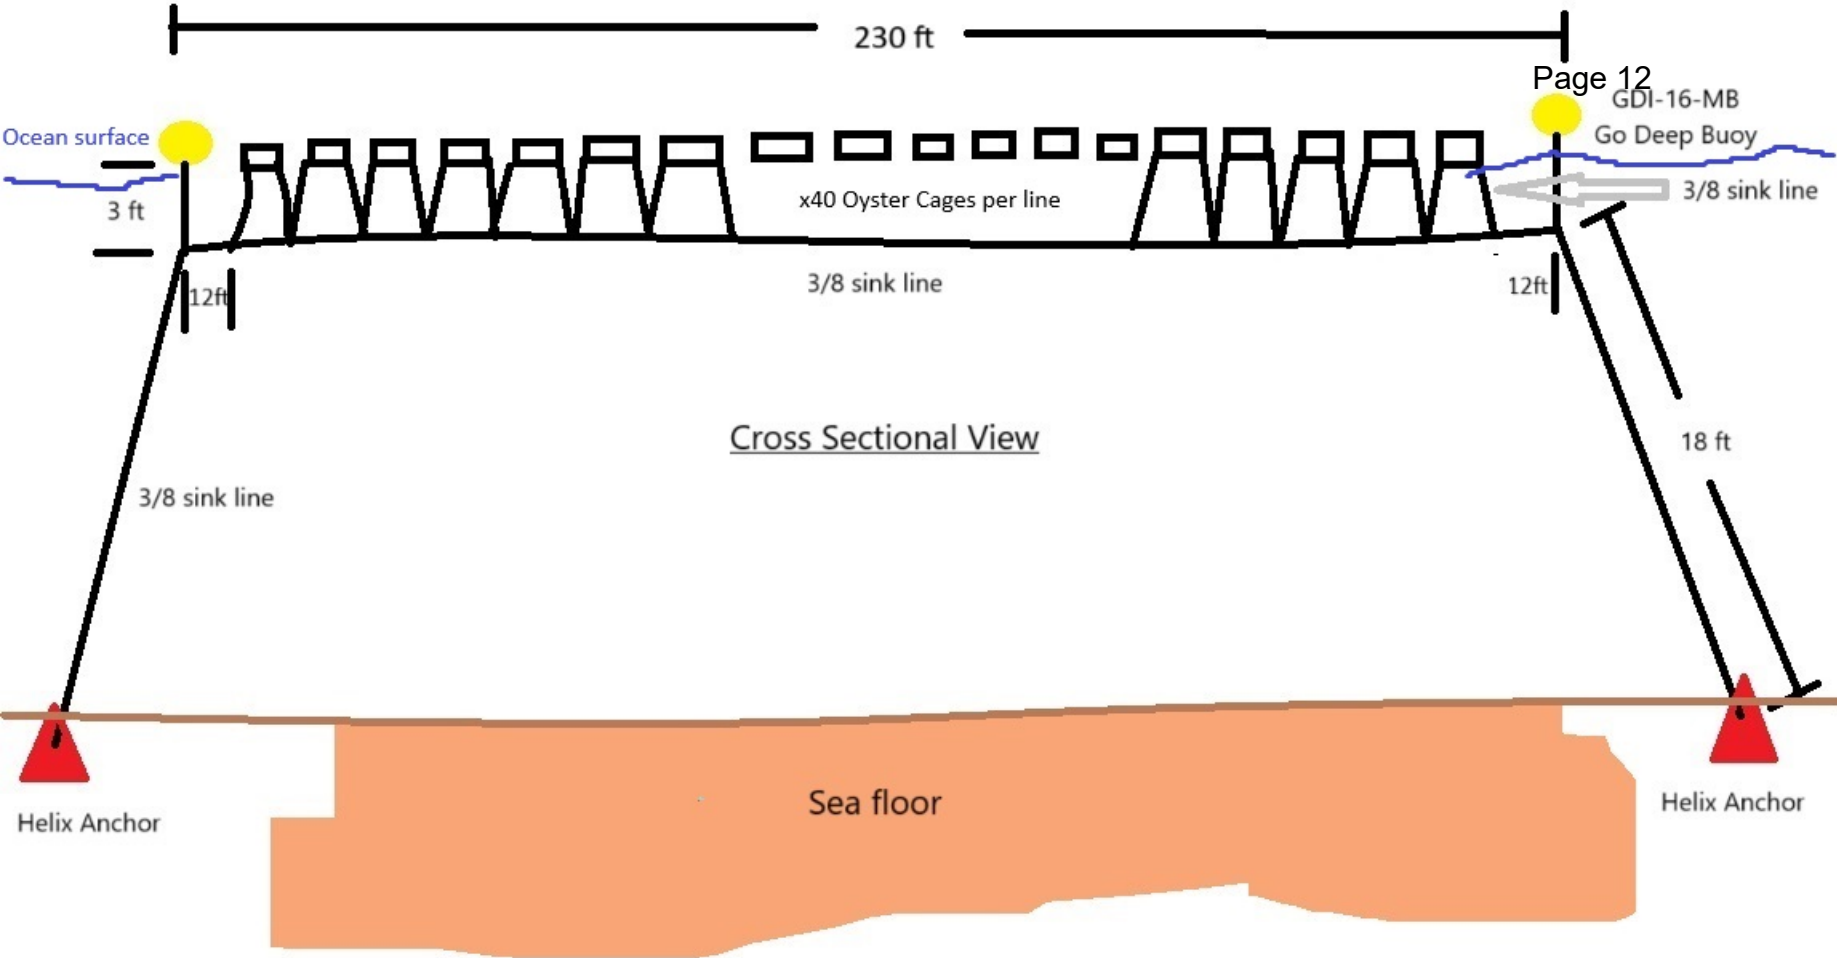 230 ft
Page 12
GDI-16-MB
Go Deep Buoy
Ocean surface
3/8 sink line
3 ft
x40 Oyster Cages per line
12ft
3/8 sink line
12ft
Cross Sectional View
18 ft
3/8 sink line
Sea floor
Helix Anchor
Helix Anchor